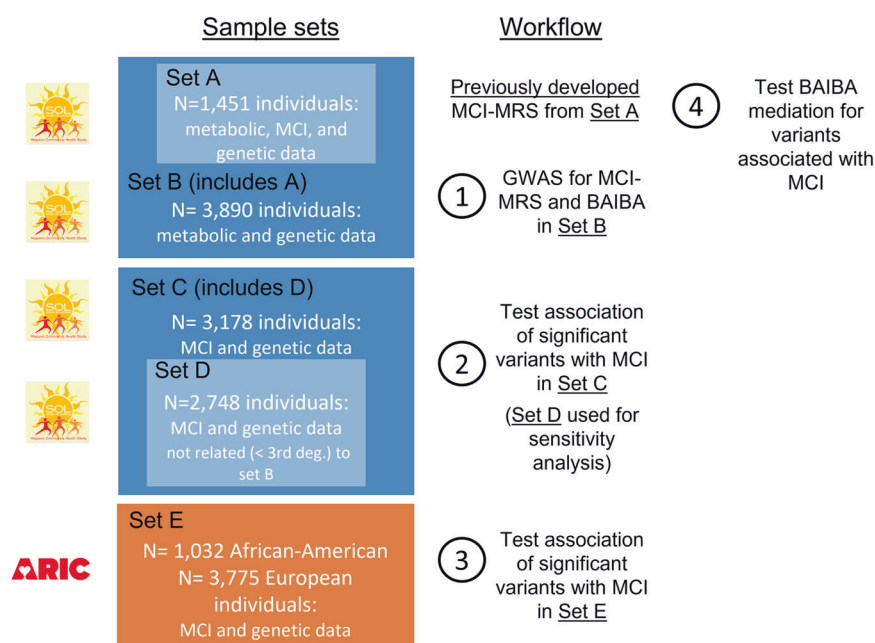 Sample sets
Workflow
Set A
N=1,451 individuals:
metabolic, MCI, and
genetic data
Set B (includes A)
N= 3,890 individuals:
metabolic and genetic data
Set C (includes D)
N= 3,178 individuals:
MCI and genetic data
Set D
N=2,748 individuals:
MCI and genetic data
not related (< 3rd deg.) to
set B
Set E
N= 1,032 African-American
N= 3,775 European
individuals:
MCI and genetic data
SOL
SOL
SOL
SOL
ARIC
Previously developed
MCI-MRS from Set A
1
GWAS for MCI-
MRS and BAIBA
in Set B
2
Test association
of significant
variants with MCI
in Set C
(Set D used for
sensitivity
analysis)
3
Test association
of significant
variants with MCI
in Set E
4
Test BAIBA
mediation for
variants
associated with
MCI